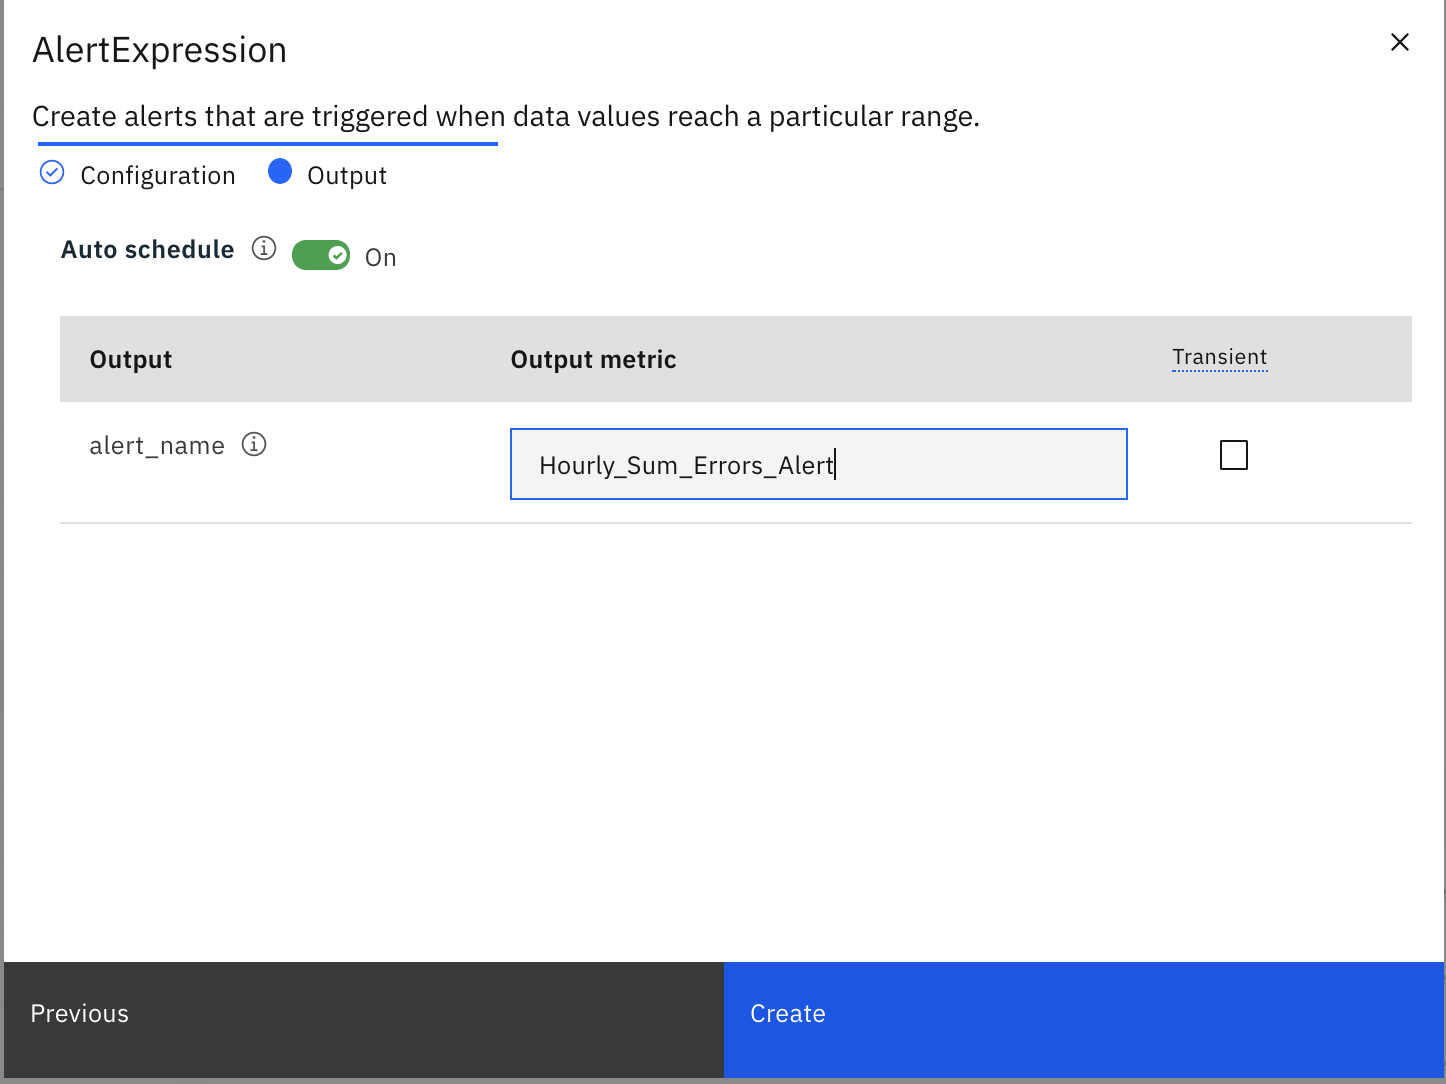 AlertExpression
Create alerts that are triggered when data values reach a particular range.
Configuration Output
Auto schedule On
Output Output metric Transient
alert_name Hourly_Sum_Errors_Alert
Previous Create